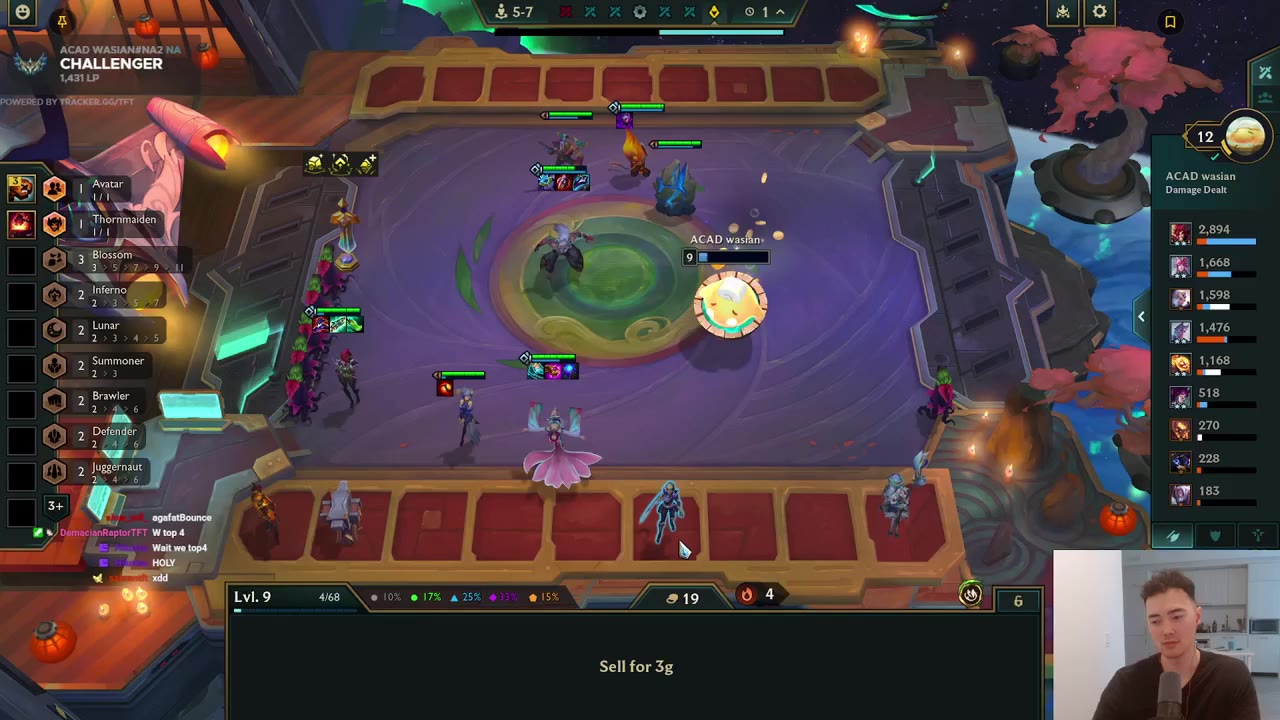 5-7
1
ACAD WASIAN#NA2 NA
CHALLENGER
1,431 LP
POWERED BY TRACKER.GG/TFT
12
ACAD wasian
Damage Dealt
2,894
1,668
1,598
1,476
1,168
518
270
228
183
1 Avatar
1 / 1
1 Thornmaiden
1 / 1
3 Blossom
3 > 5 > 7 > 9 > 11
2 Inferno
2 > 3 > 5 > 7
2 Lunar
2 > 3 > 4 > 5
2 Summoner
2 > 3
2 Brawler
2 > 4 > 6
2 Defender
2 > 4 > 6
2 Juggernaut
2 > 4 > 6
3+
ACAD wasian
9
agafatBounce
DemacianRaptorTFT W top 4
Wait we top4
HOLY
xdd
Lvl. 9
4/68
10% 17% 25% 33% 15%
19
4
6
Sell for 3g